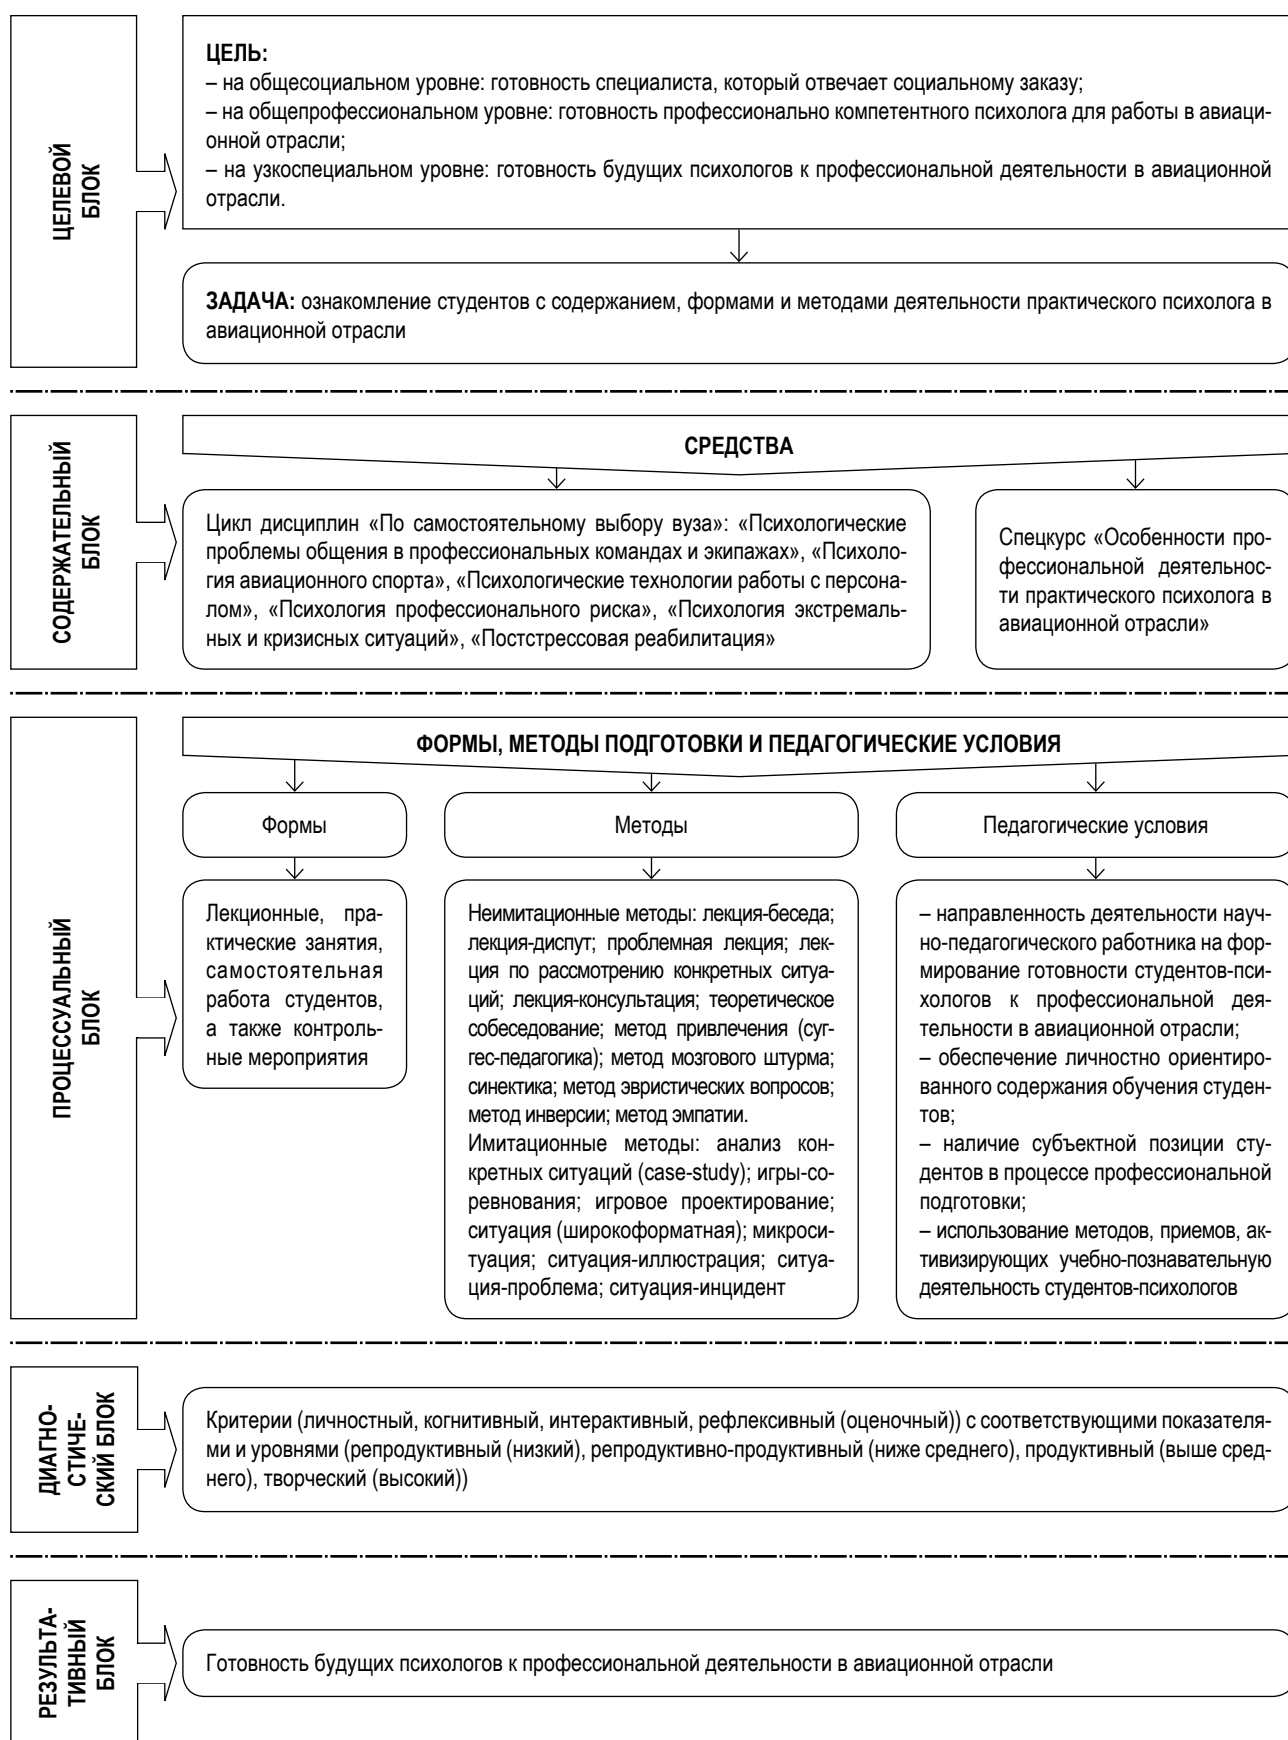 ЦЕЛЕВОЙ
БЛОК
ЦЕЛЬ:
– на общесоциальном уровне: готовность специалиста, который отвечает социальному заказу;
– на общепрофессиональном уровне: готовность профессионально компетентного психолога для работы в авиаци-
онной отрасли;
– на узкоспециальном уровне: готовность будущих психологов к профессиональной деятельности в авиационной
отрасли.
ЗАДАЧА: ознакомление студентов с содержанием, формами и методами деятельности практического психолога в
авиационной отрасли
СОДЕРЖАТЕЛЬНЫЙ
БЛОК
СРЕДСТВА
Цикл дисциплин «По самостоятельному выбору вуза»: «Психологические
проблемы общения в профессиональных командах и экипажах», «Психоло-
гия авиационного спорта», «Психологические технологии работы с персона-
лом», «Психология профессионального риска», «Психология экстремаль-
ных и кризисных ситуаций», «Постстрессовая реабилитация»
Спецкурс «Особенности про-
фессиональной деятельнос-
ти практического психолога в
авиационной отрасли»
ПРОЦЕССУАЛЬНЫЙ
БЛОК
ФОРМЫ, МЕТОДЫ ПОДГОТОВКИ И ПЕДАГОГИЧЕСКИЕ УСЛОВИЯ
Формы
Лекционные, пра-
ктические занятия,
самостоятельная
работа студентов,
а также контроль-
ные мероприятия
Методы
Неимитационные методы: лекция-беседа;
лекция-диспут; проблемная лекция; лек-
ция по рассмотрению конкретных ситуа-
ций; лекция-консультация; теоретическое
собеседование; метод привлечения (суг-
гес-педагогика); метод мозгового штурма;
синектика; метод эвристических вопросов;
метод инверсии; метод эмпатии.
Имитационные методы: анализ кон-
кретных ситуаций (case-study); игры-со-
ревнования; игровое проектирование;
ситуация (широкоформатная); микроси-
туация; ситуация-иллюстрация; ситуа-
ция-проблема; ситуация-инцидент
Педагогические условия
– направленность деятельности науч-
но-педагогического работника на фор-
мирование готовности студентов-пси-
хологов к профессиональной дея-
тельности в авиационной отрасли;
– обеспечение личностно ориентиро-
ванного содержания обучения студен-
тов;
– наличие субъектной позиции сту-
дентов в процессе профессиональной
подготовки;
– использование методов, приемов, ак-
тивизирующих учебно-познавательную
деятельность студентов-психологов
ДИАГНО-
СТИЧЕ-
СКИЙ БЛОК
Критерии (личностный, когнитивный, интерактивный, рефлексивный (оценочный)) с соответствующими показателя-
ми и уровнями (репродуктивный (низкий), репродуктивно-продуктивный (ниже среднего), продуктивный (выше сред-
него), творческий (высокий))
РЕЗУЛЬТА-
ТИВНЫЙ
БЛОК
Готовность будущих психологов к профессиональной деятельности в авиационной отрасли